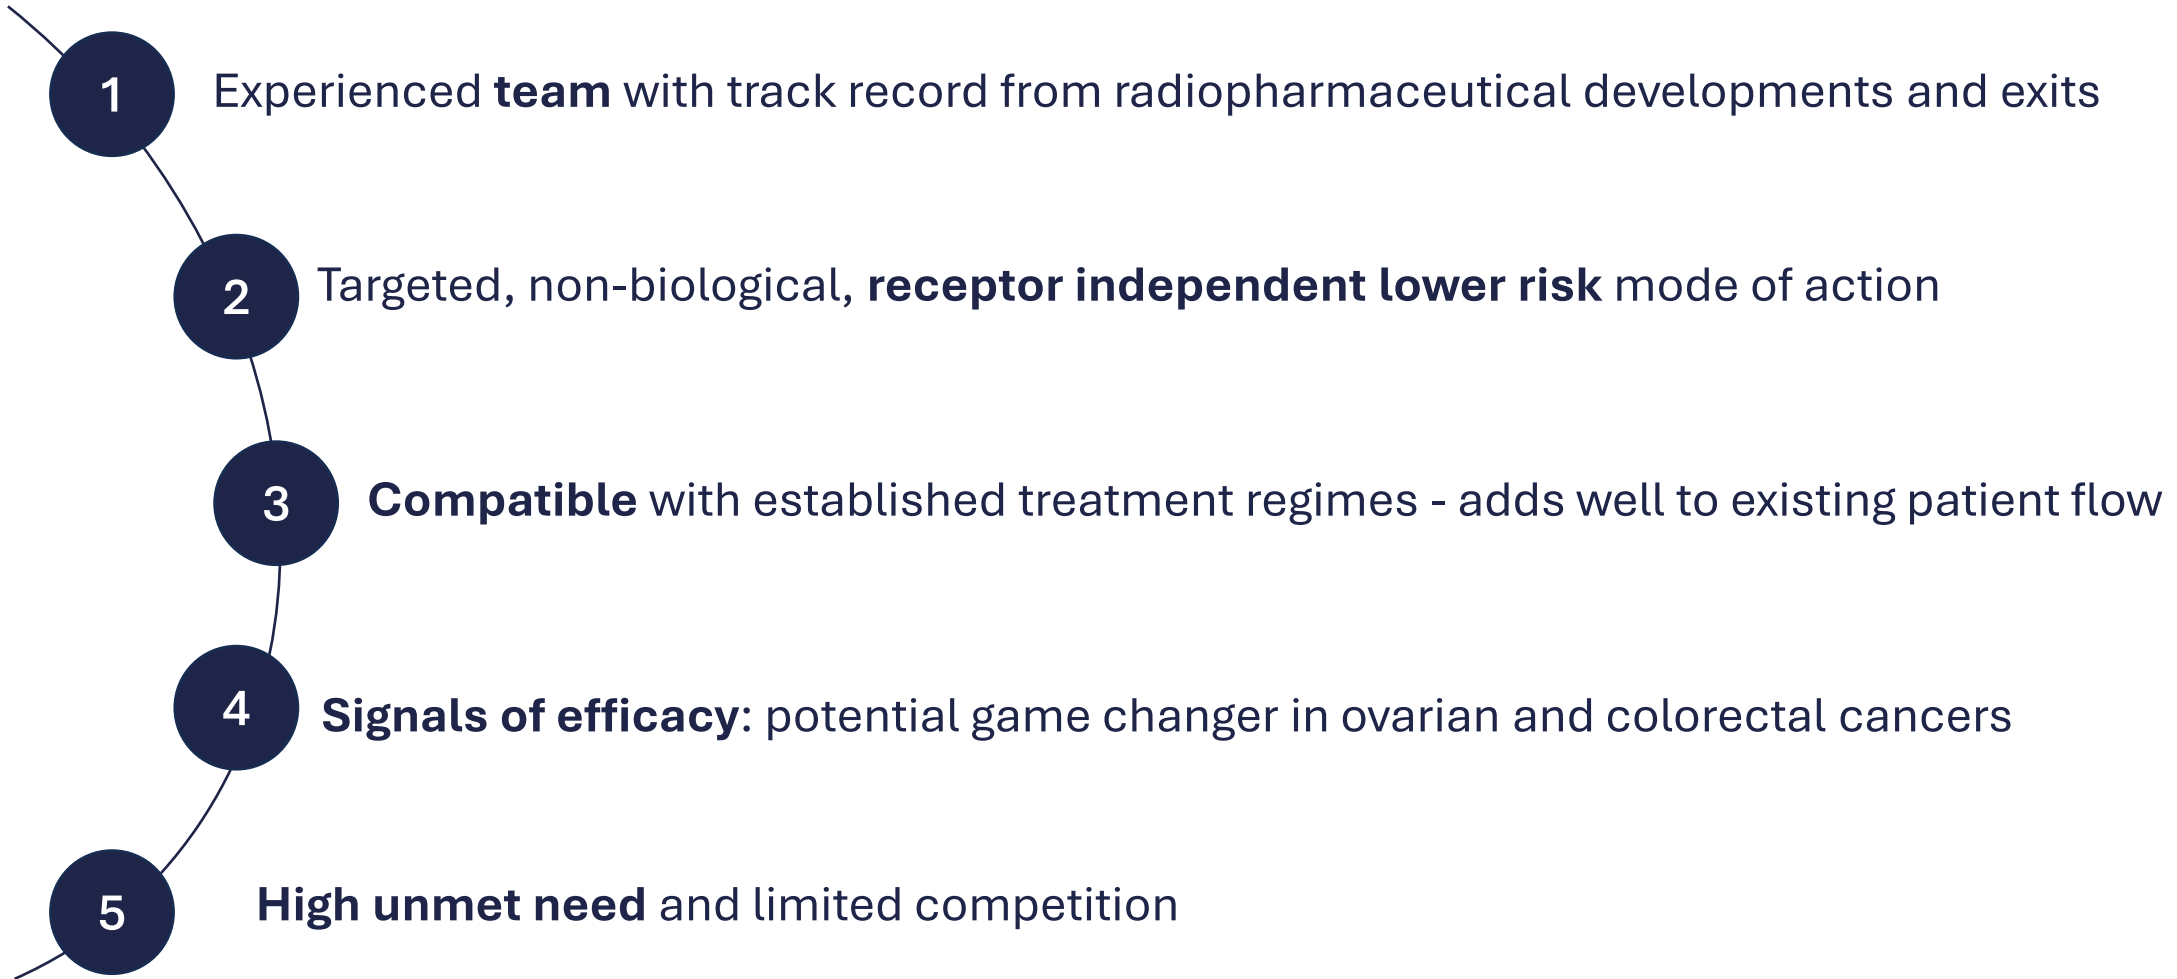 1 Experienced team with track record from radiopharmaceutical developments and exits
2 Targeted, non-biological, receptor independent lower risk mode of action
3 Compatible with established treatment regimes - adds well to existing patient flow
4 Signals of efficacy: potential game changer in ovarian and colorectal cancers
5 High unmet need and limited competition